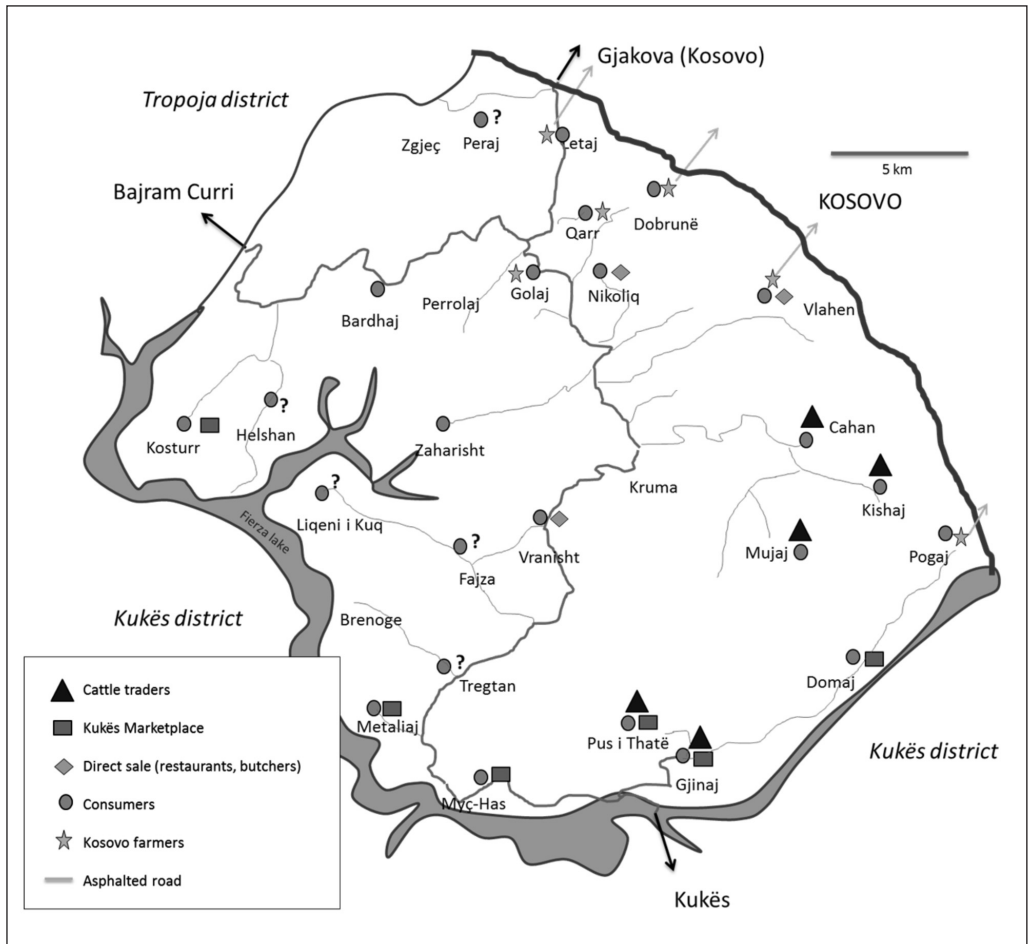 Gjakova (Kosovo)
Tropoja district
?
Zgjeç
Peraj
Letaj
5 km
Bajram Curri
KOSOVO
Qarr
Dobrunë
Perrolaj
Golaj
Nikoliq
Bardhaj
Vlahen
?
Kosturr
Helshan
Zaharisht
Cahan
?
Liqeni i Kuq
Kruma
Kishaj
Fierza lake
?
Fajza
Vranisht
Mujaj
Pogaj
Kukës district
Brenoge
?
Tregtan
Domaj
Metaliaj
Pus i Thatë
Kukës district
Gjinaj
Myç-Has
Kukës
Cattle traders
Kukës Marketplace
Direct sale (restaurants, butchers)
Consumers
Kosovo farmers
Asphalted road